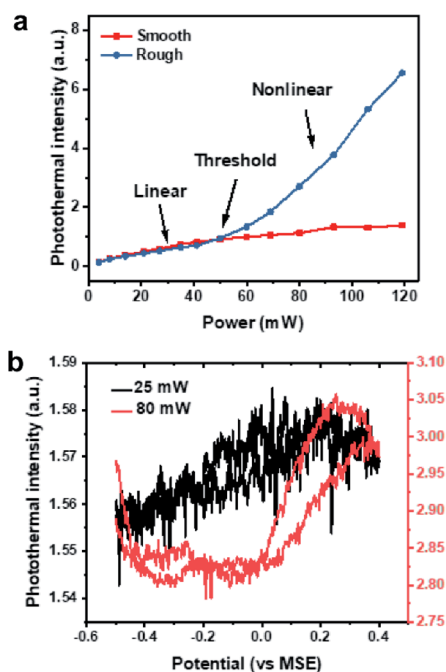 a
Photothermal intensity (a.u.)
8
6
4
2
0
Smooth
Rough
Nonlinear
Threshold
Linear
0 20 40 60 80 100 120
Power (mW)
b
Photothermal intensity (a.u.)
1.59
1.58
1.57
1.56
1.55
1.54
25 mW
80 mW
3.10
3.05
3.00
2.95
2.90
2.85
2.80
2.75
-0.6 -0.4 -0.2 0.0 0.2 0.4
Potential (vs MSE)